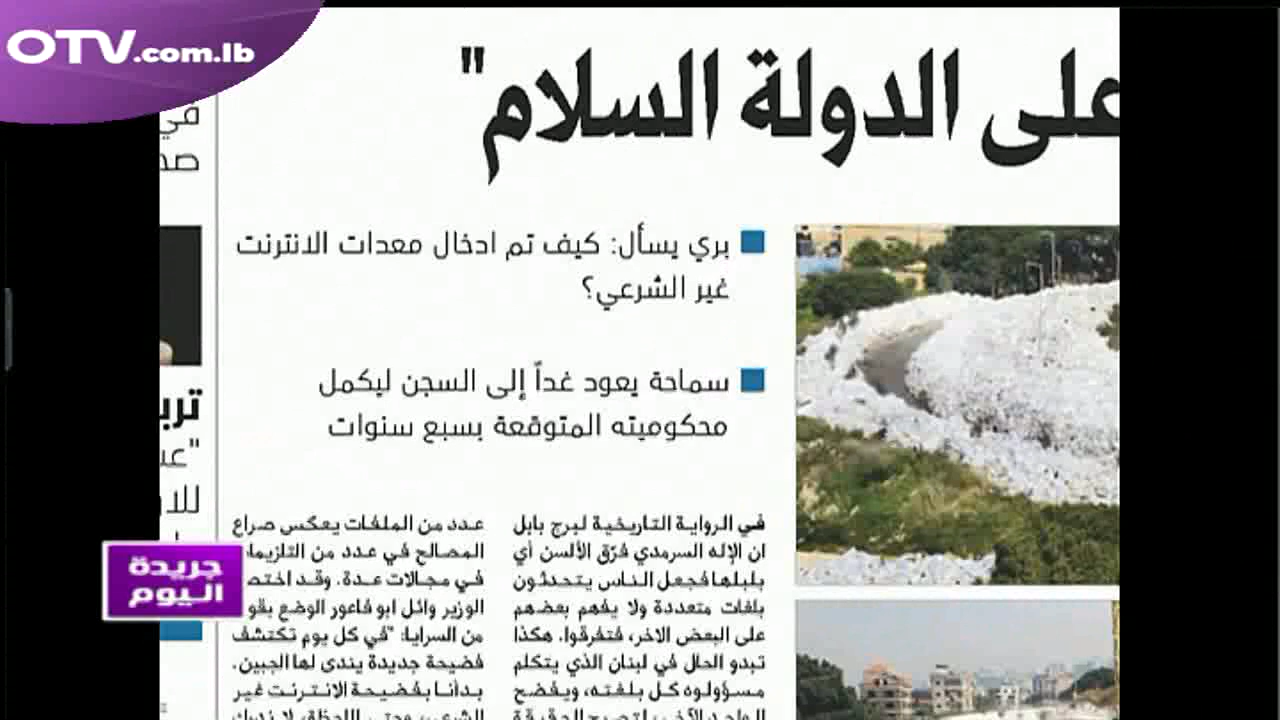 OTV.com.lb
على الدولة السلام"
بري يسأل: كيف تم ادخال معدات الانترنت
غير الشرعي؟
سماحة يعود غداً إلى السجن ليكمل
محكوميته المتوقعة بسبع سنوات
في الرواية التاريخية لبرج بابل
ان الإله السرمدي فرّق الألسن أي
بلبلها فجعل الناس يتحدثون
بلغات متعددة ولا يفهم بعضهم
على البعض الاخر، فتفرقوا. هكذا
تبدو الحال في لبنان الذي يتكلم
مسؤولوه كل بلغته، ويفضح
عدد من الملفات يعكس صراع
المصالح في عدد من
في مجالات عدة. وقد
الوزير وائل ابو فاعور الوضع
من السرايا: "في كل يوم تكتشف
فضيحة جديدة يندى لها الجبين.
بدأنا بفضيحة الانترنت غير
في
جريدة
اليوم